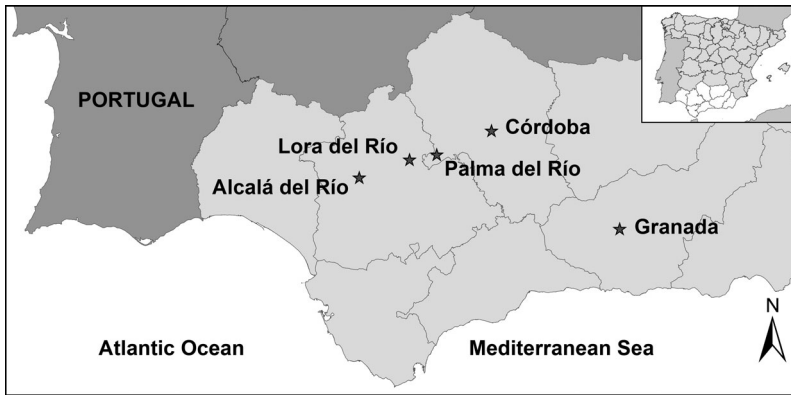 PORTUGAL
Córdoba
Lora del Río
Palma del Río
Alcalá del Río
Granada
N
Atlantic Ocean
Mediterranean Sea